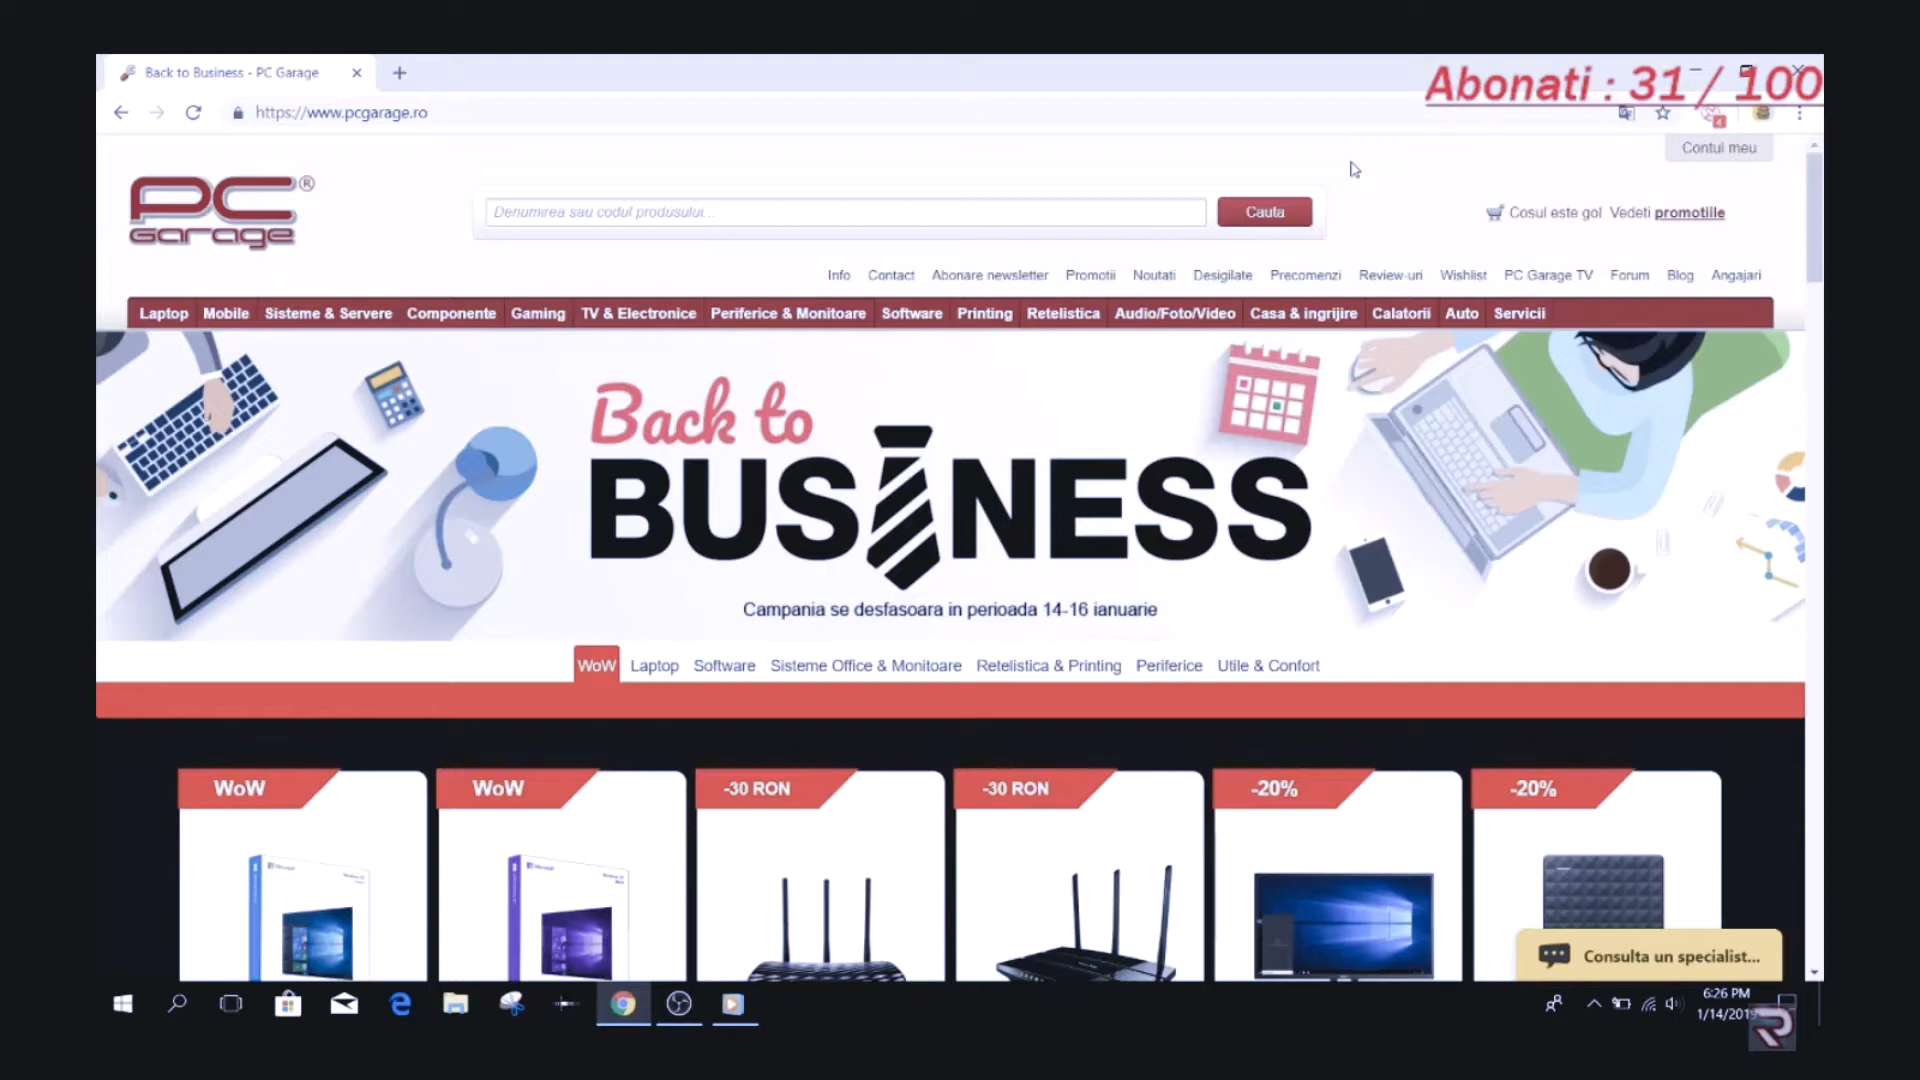 Back to Business - PC Garage
Abonati : 31 / 100
https://www.pcgarage.ro
4
Contul meu
PC Garage ®
Denumirea sau codul produsului...
Cauta
Cosul este gol Vedeti promotiile
Info Contact Abonare newsletter Promotii Noutati Desigilate Precomenzi Review-uri Wishlist PC Garage TV Forum Blog Angajari
Laptop Mobile Sisteme & Servere Componente Gaming TV & Electronice Periferice & Monitoare Software Printing Retelistica Audio/Foto/Video Casa & ingrijire Calatorii Auto Servicii
Back to
BUSINESS
Campania se desfasoara in perioada 14-16 ianuarie
WoW Laptop Software Sisteme Office & Monitoare Retelistica & Printing Periferice Utile & Confort
WoW WoW -30 RON -30 RON -20% -20%
Consulta un specialist...
6:26 PM
1/14/2019